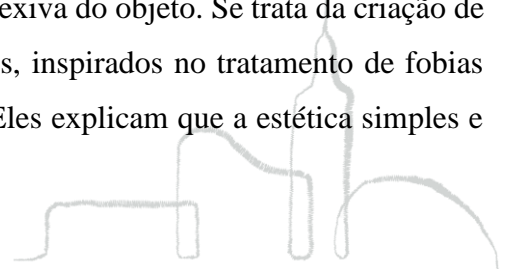 exiva do objeto. Se trata da criação de
s, inspirados no tratamento de fobias
Eles explicam que a estética simples e